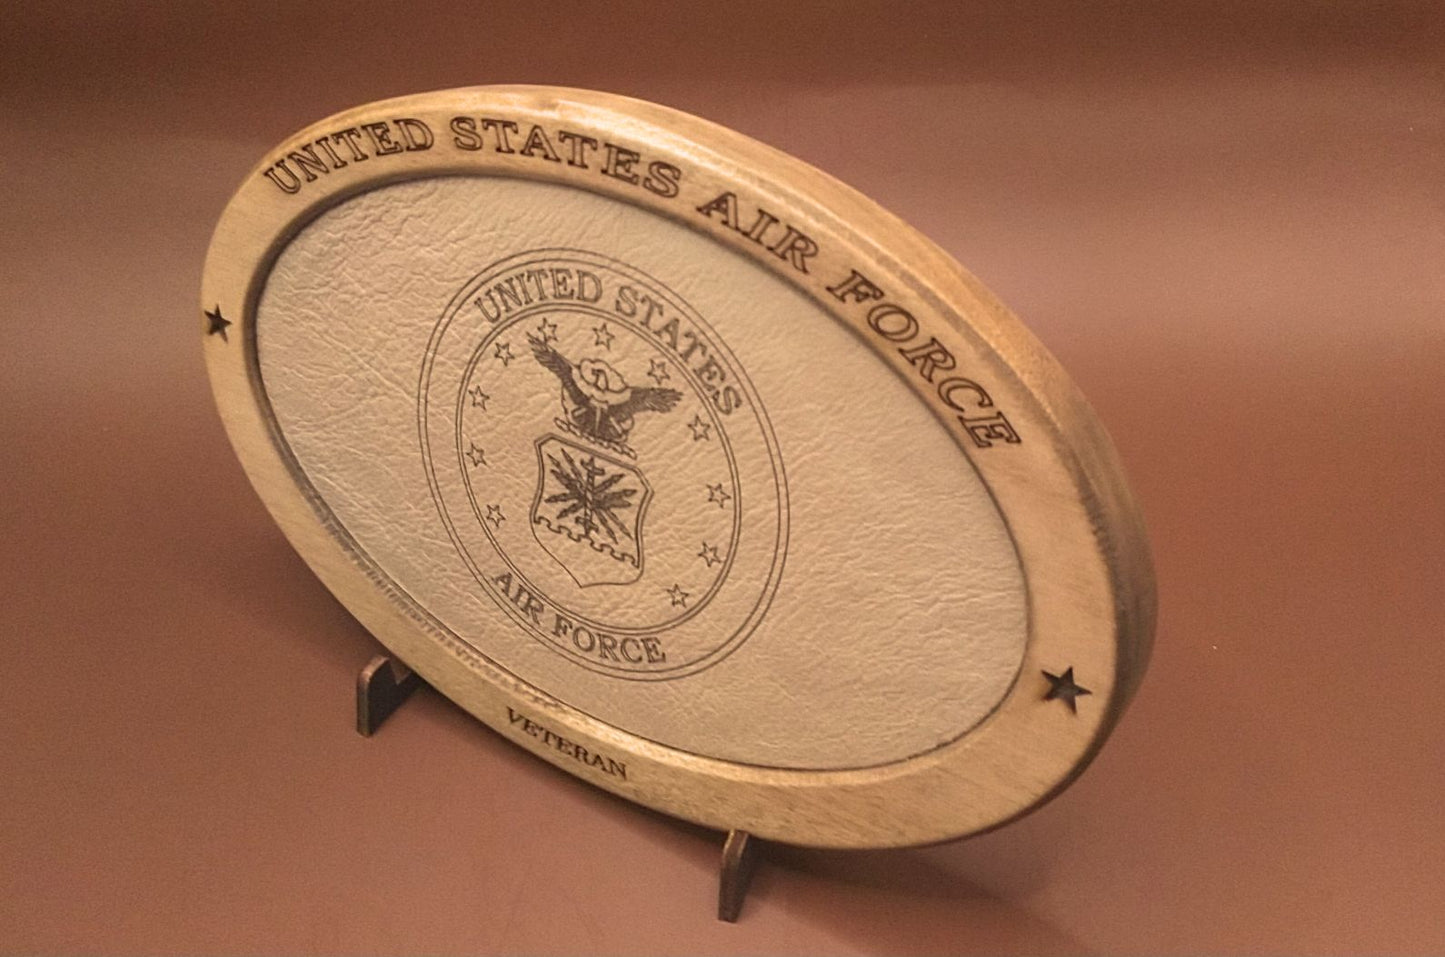 UNITED STATES AIR FORCE
UNITED STATES
AIR FORCE
VETERAN